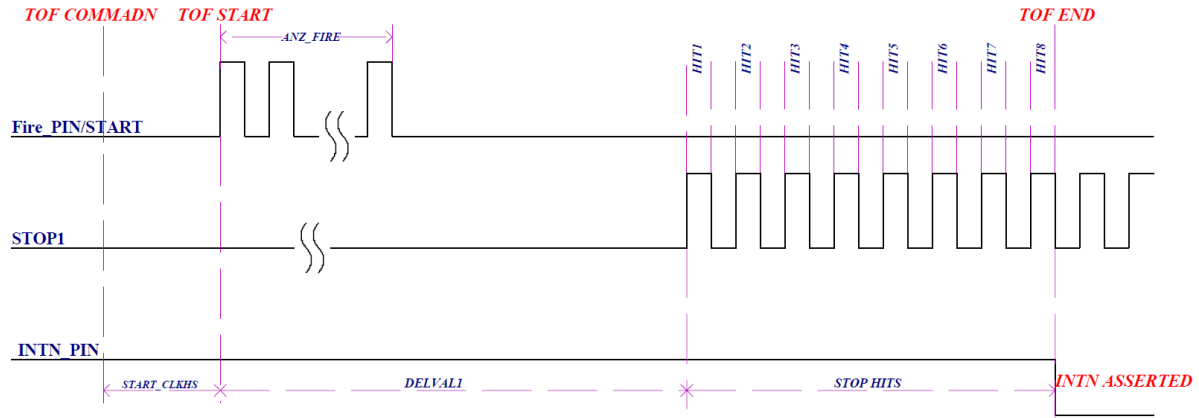 TOF COMMADN
TOF START
TOF END
ANZ_FIRE
HIT1
HIT2
HIT3
HIT4
HIT5
HIT6
HIT7
HIT8
Fire_PIN/START
STOP1
INTN_PIN
START_CLKHS
DELVAL1
STOP HITS
INTN ASSERTED